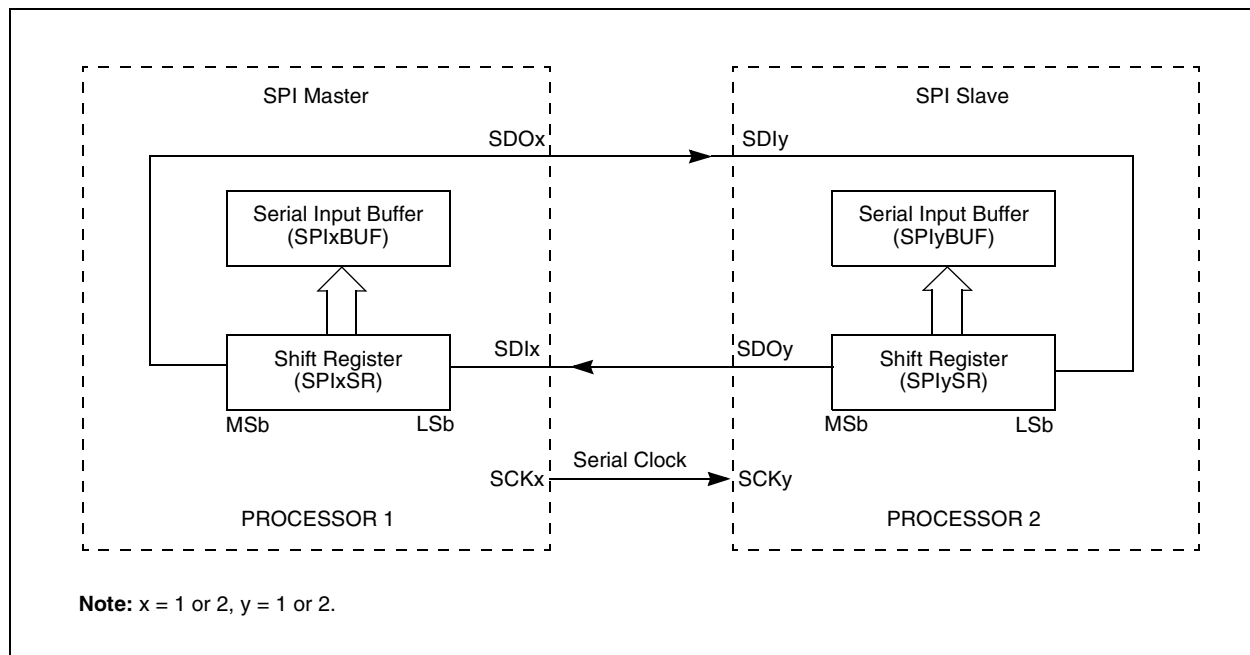 SPI Master
SPI Slave
SDOx
SDIy
Serial Input Buffer
(SPIxBUF)
Serial Input Buffer
(SPIyBUF)
Shift Register
(SPIxSR)
SDIx
SDOy
Shift Register
(SPIySR)
MSb
LSb
MSb
LSb
Serial Clock
SCKx
SCKy
PROCESSOR 1
PROCESSOR 2
Note: x = 1 or 2, y = 1 or 2.